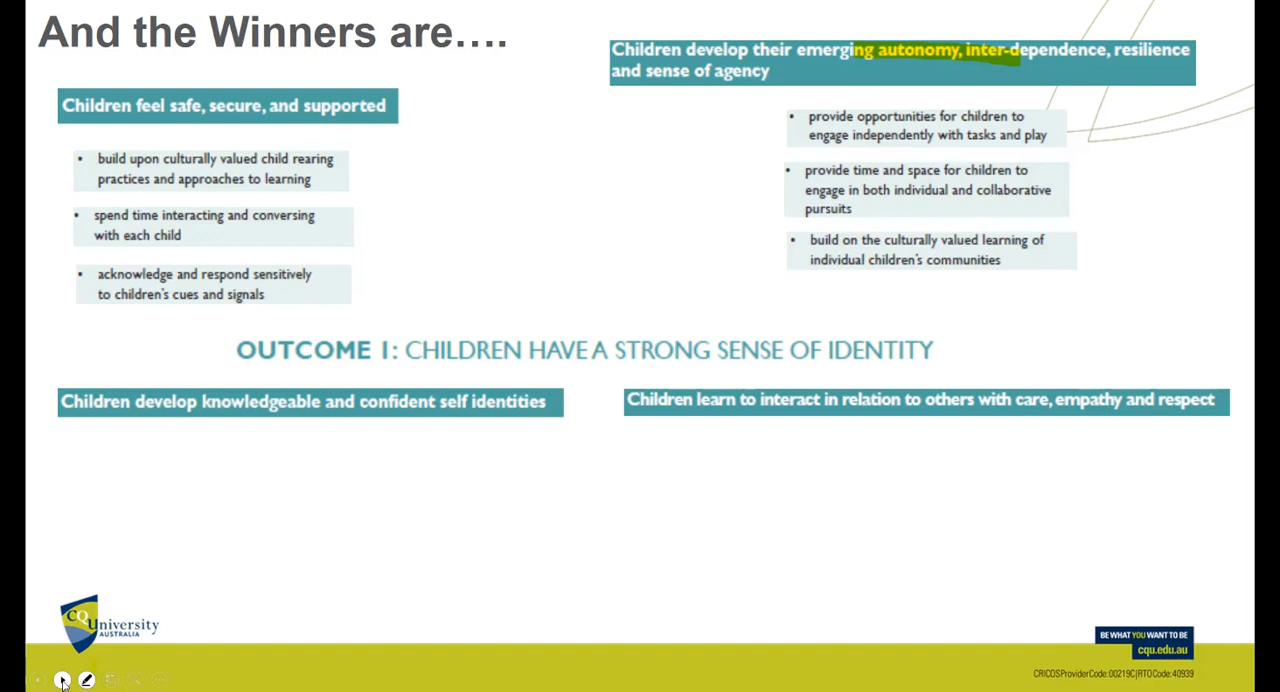 And the Winners are….
Children feel safe, secure, and supported
• build upon culturally valued child rearing
practices and approaches to learning
• spend time interacting and conversing
with each child
• acknowledge and respond sensitively
to children's cues and signals
Children develop their emerging autonomy, inter-dependence, resilience
and sense of agency
• provide opportunities for children to
engage independently with tasks and play
• provide time and space for children to
engage in both individual and collaborative
pursuits
• build on the culturally valued learning of
individual children's communities
OUTCOME 1: CHILDREN HAVE A STRONG SENSE OF IDENTITY
Children develop knowledgeable and confident self identities
Children learn to interact in relation to others with care, empathy and respect
CQUniversity
AUSTRALIA
BE WHAT YOU WANT TO BE
cqu.edu.au
CRICOS Provider Code: 00219C | RTO Code: 40939